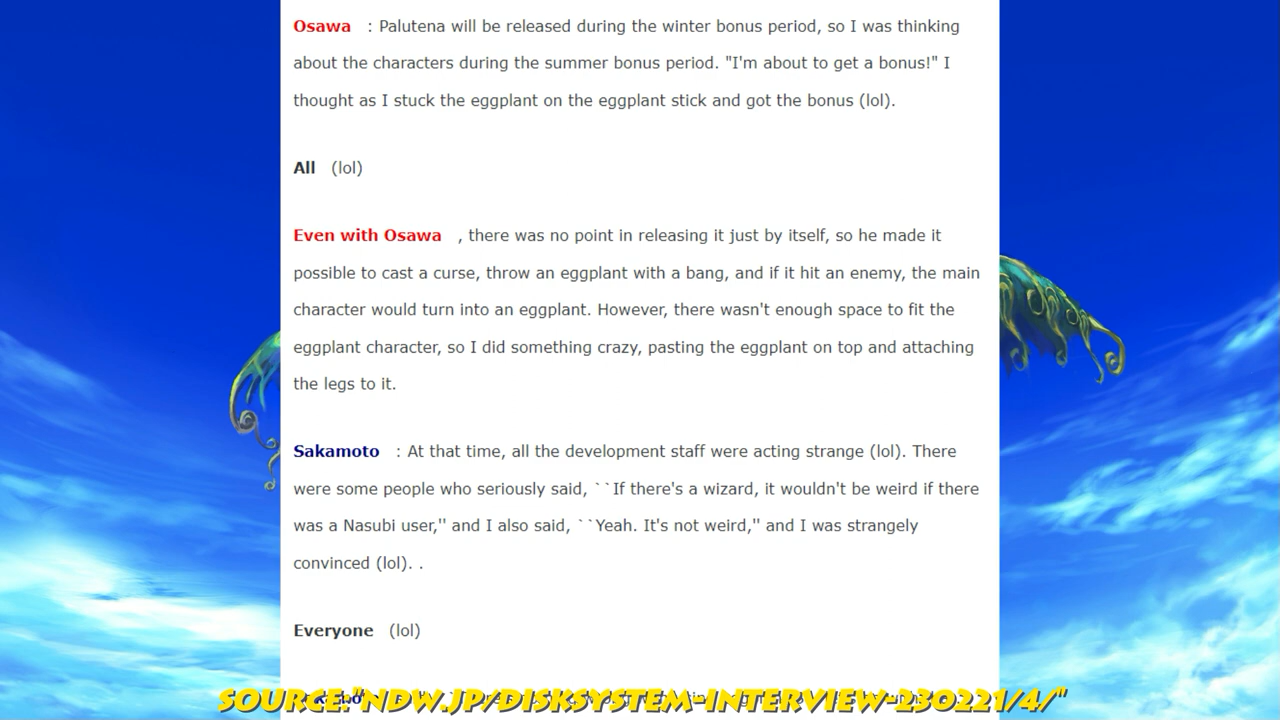 Osawa : Palutena will be released during the winter bonus period, so I was thinking
about the characters during the summer bonus period. "I'm about to get a bonus!" I
thought as I stuck the eggplant on the eggplant stick and got the bonus (lol).
All (lol)
Even with Osawa , there was no point in releasing it just by itself, so he made it
possible to cast a curse, throw an eggplant with a bang, and if it hit an enemy, the main
character would turn into an eggplant. However, there wasn't enough space to fit the
eggplant character, so I did something crazy, pasting the eggplant on top and attaching
the legs to it.
Sakamoto : At that time, all the development staff were acting strange (lol). There
were some people who seriously said, ``If there's a wizard, it wouldn't be weird if there
was a Nasubi user,'' and I also said, ``Yeah. It's not weird,'' and I was strangely
convinced (lol). .
Everyone (lol)
SOURCE:"NDW.JP/DISKSYSTEM-INTERVIEW-230221/4/"